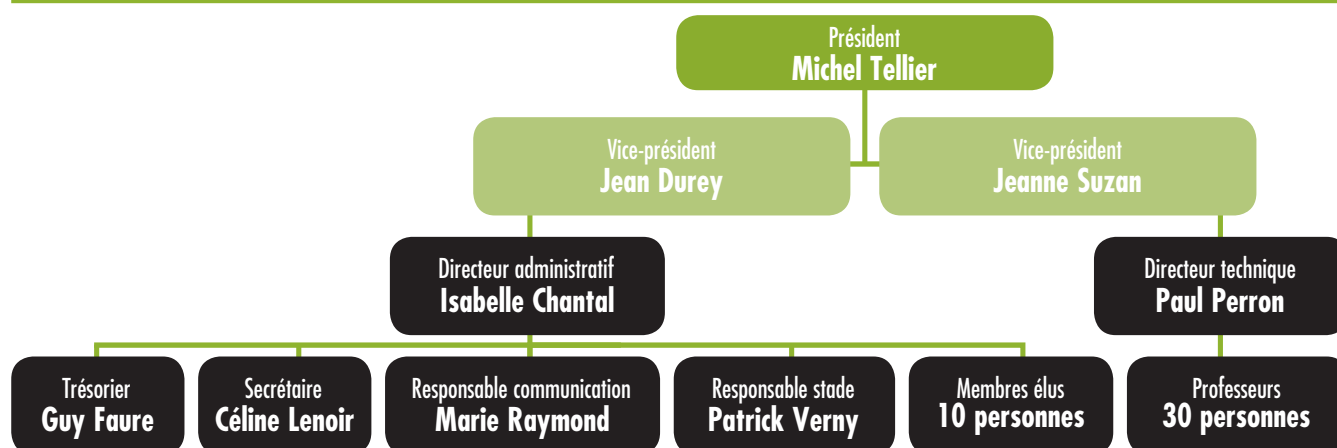 Président
Michel Tellier
Vice-président
Jean Durey
Vice-président
Jeanne Suzan
Directeur administratif
Isabelle Chantal
Directeur technique
Paul Perron
Trésorier
Guy Faure
Secrétaire
Céline Lenoir
Responsable communication
Marie Raymond
Responsable stade
Patrick Verny
Membres élus
10 personnes
Professeurs
30 personnes